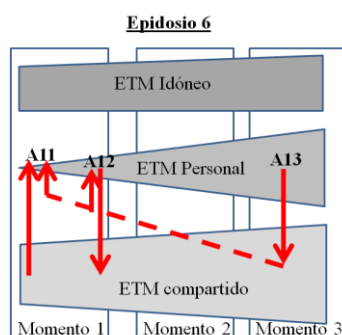 Epidosio 6
ETM Idóneo
A11
A12
A13
ETM Personal
ETM compartido
Momento 1
Momento 2
Momento 3